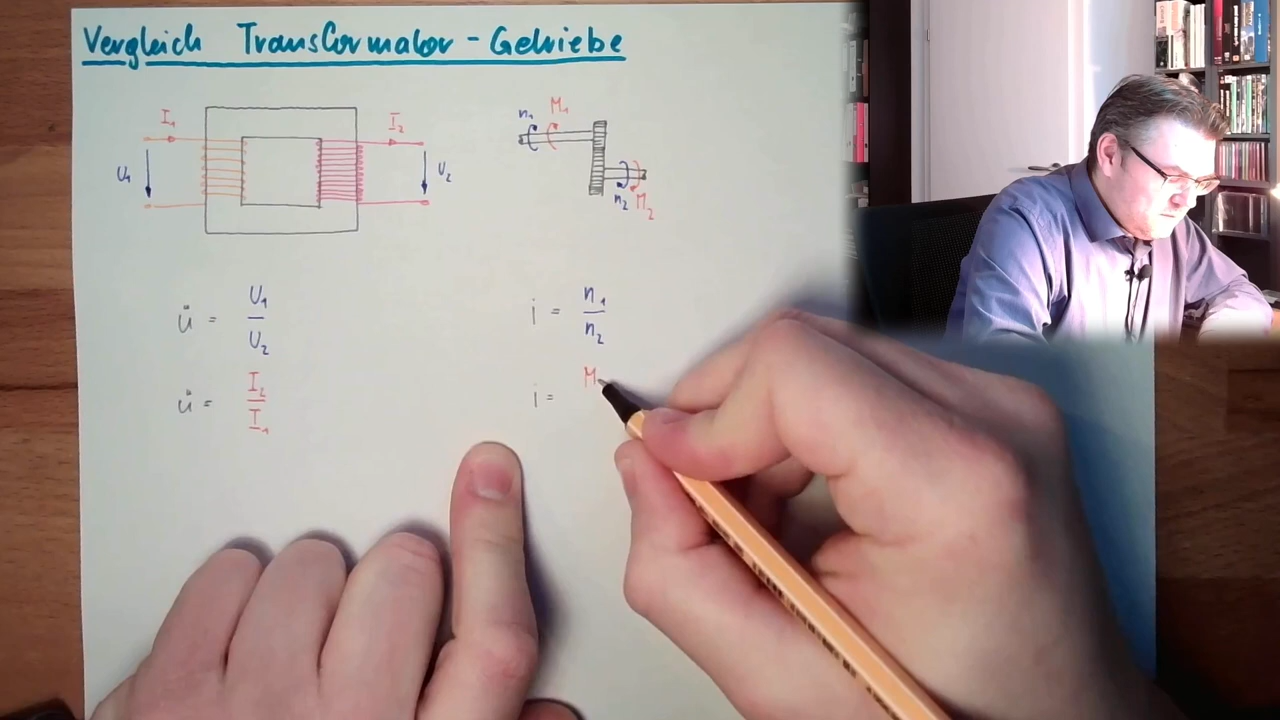 Vergleich Transformator - Getriebe
I₁
I₂
U₁
U₂
n₁
M₁
n₂
M₂
ü = U₁/U₂
i = n₁/n₂
ü = I₂/I₁
i = M